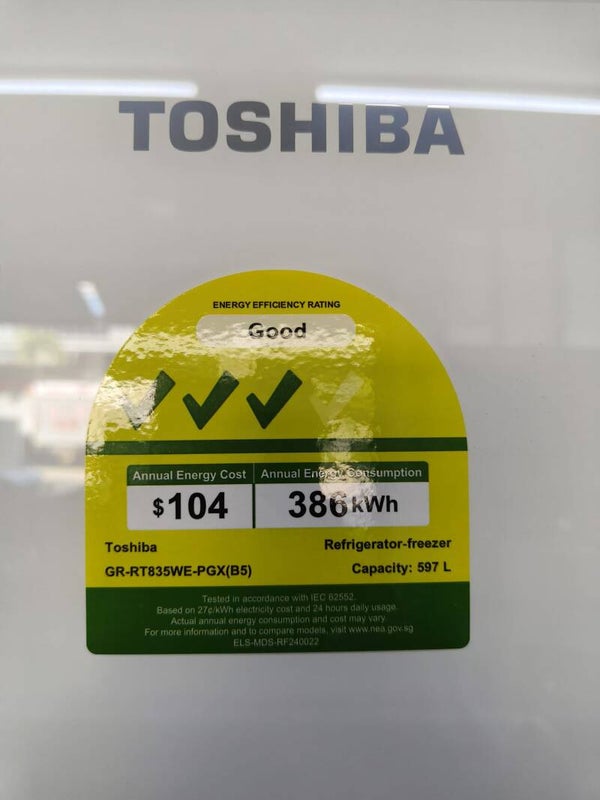 TOSHIBA
ENERGY EFFICIENCY RATING
Good
Annual Energy Cost
$104
Annual Energy Consumption
386kWh
Toshiba
GR-RT835WE-PGX(B5)
Refrigerator-freezer
Capacity: 597 L
Tested in accordance with IEC 62552.
Based on 27¢/kWh electricity cost and 24 hours daily usage.
Actual annual energy consumption and cost may vary.
For more information and to compare models, visit www.nea.gov.sg
ELS-MDS-RF240022